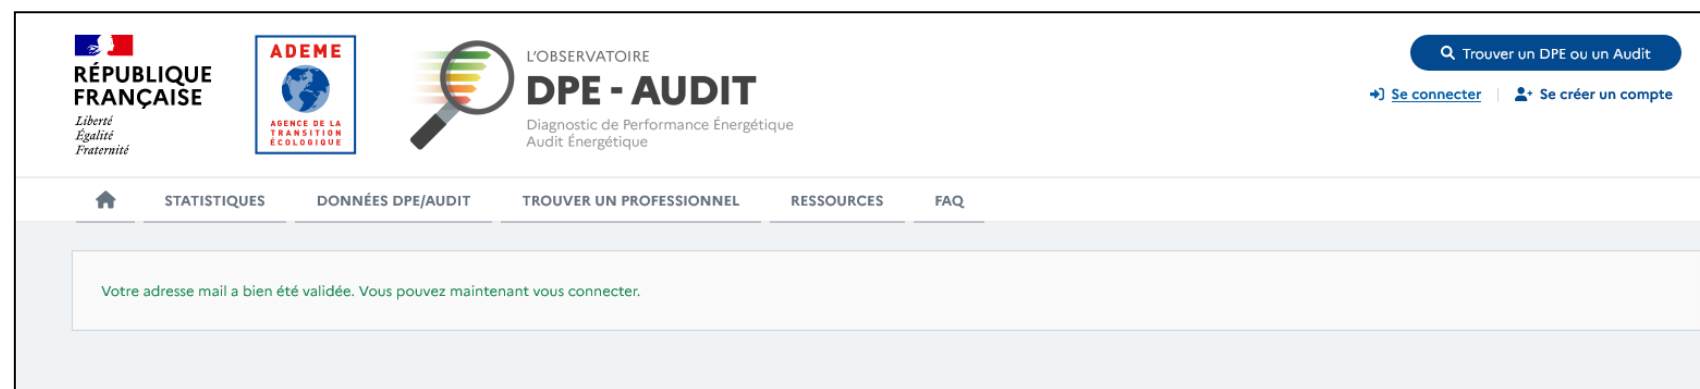 RÉPUBLIQUE
FRANÇAISE
Liberté
Égalité
Fraternité
ADEME
AGENCE DE LA
TRANSITION
ÉCOLOGIQUE
L'OBSERVATOIRE
DPE - AUDIT
Diagnostic de Performance Énergétique
Audit Énergétique
Trouver un DPE ou un Audit
Se connecter
Se créer un compte
STATISTIQUES
DONNÉES DPE/AUDIT
TROUVER UN PROFESSIONNEL
RESSOURCES
FAQ
Votre adresse mail a bien été validée. Vous pouvez maintenant vous connecter.